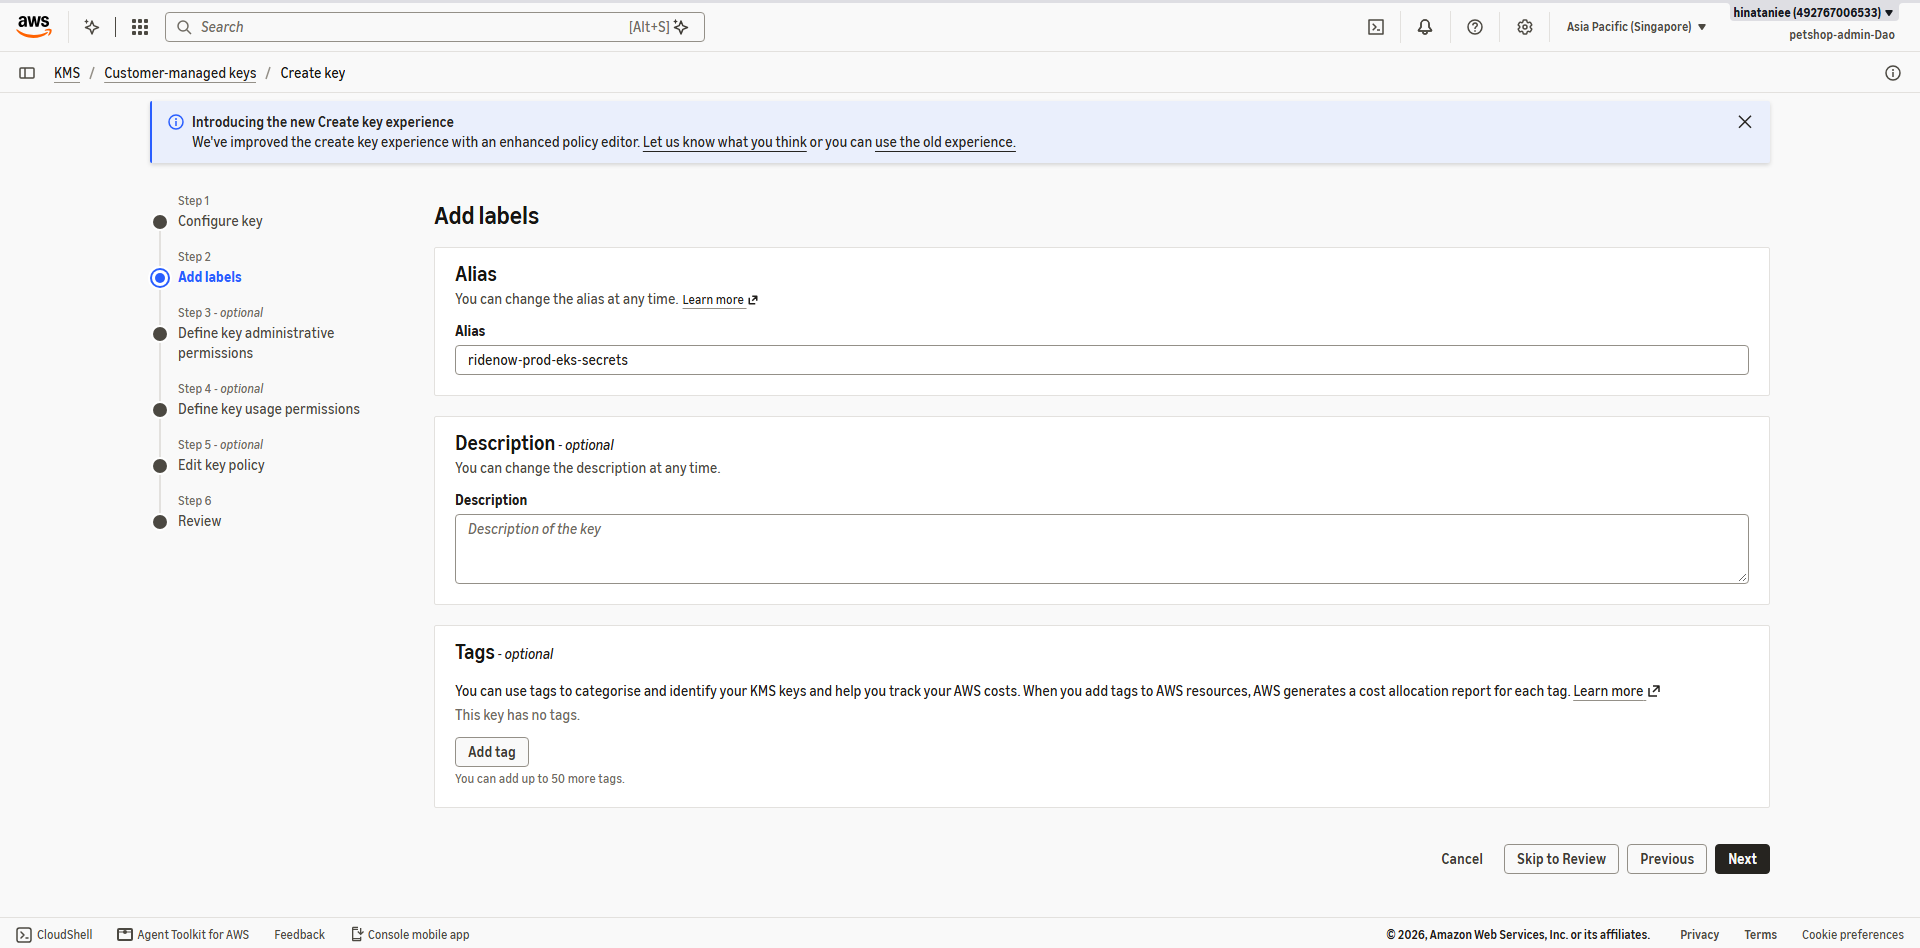 aws
Search
[Alt+S]
Asia Pacific (Singapore)
hinataniee (492767006533)
petshop-admin-Dao
KMS / Customer-managed keys / Create key
Introducing the new Create key experience
We've improved the create key experience with an enhanced policy editor. Let us know what you think or you can use the old experience.
Step 1
Configure key
Step 2
Add labels
Step 3 - optional
Define key administrative
permissions
Step 4 - optional
Define key usage permissions
Step 5 - optional
Edit key policy
Step 6
Review
Add labels
Alias
You can change the alias at any time. Learn more
Alias
ridenow-prod-eks-secrets
Description - optional
You can change the description at any time.
Description
Description of the key
Tags - optional
You can use tags to categorise and identify your KMS keys and help you track your AWS costs. When you add tags to AWS resources, AWS generates a cost allocation report for each tag. Learn more
This key has no tags.
Add tag
You can add up to 50 more tags.
Cancel
Skip to Review
Previous
Next
CloudShell
Agent Toolkit for AWS
Feedback
Console mobile app
© 2026, Amazon Web Services, Inc. or its affiliates.
Privacy
Terms
Cookie preferences